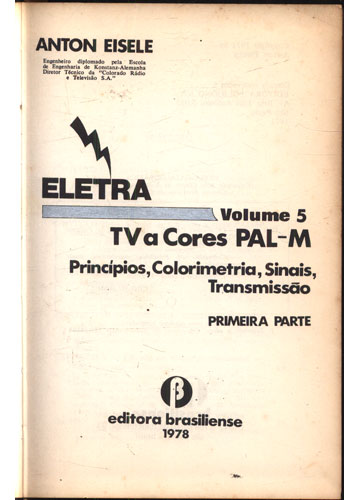 ANTON EISELE
Engenheiro diplomado pela Escola
de Engenharia de Konstanz-Alemanha
Diretor Técnico da "Colorado Rádio
e Televisão S.A."
ELETRA
Volume 5
TV a Cores PAL-M
Princípios, Colorimetria, Sinais,
Transmissão
PRIMEIRA PARTE
β
editora brasiliense
1978